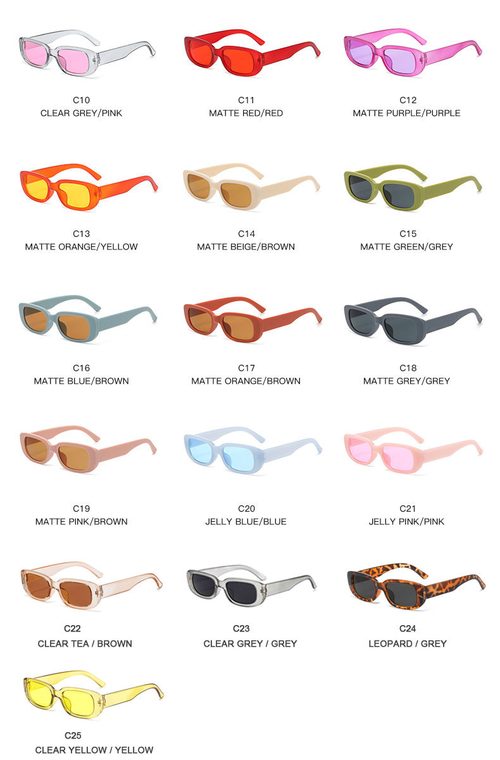 C10
CLEAR GREY/PINK
C11
MATTE RED/RED
C12
MATTE PURPLE/PURPLE
C13
MATTE ORANGE/YELLOW
C14
MATTE BEIGE/BROWN
C15
MATTE GREEN/GREY
C16
MATTE BLUE/BROWN
C17
MATTE ORANGE/BROWN
C18
MATTE GREY/GREY
C19
MATTE PINK/BROWN
C20
JELLY BLUE/BLUE
C21
JELLY PINK/PINK
C22
CLEAR TEA / BROWN
C23
CLEAR GREY / GREY
C24
LEOPARD / GREY
C25
CLEAR YELLOW / YELLOW